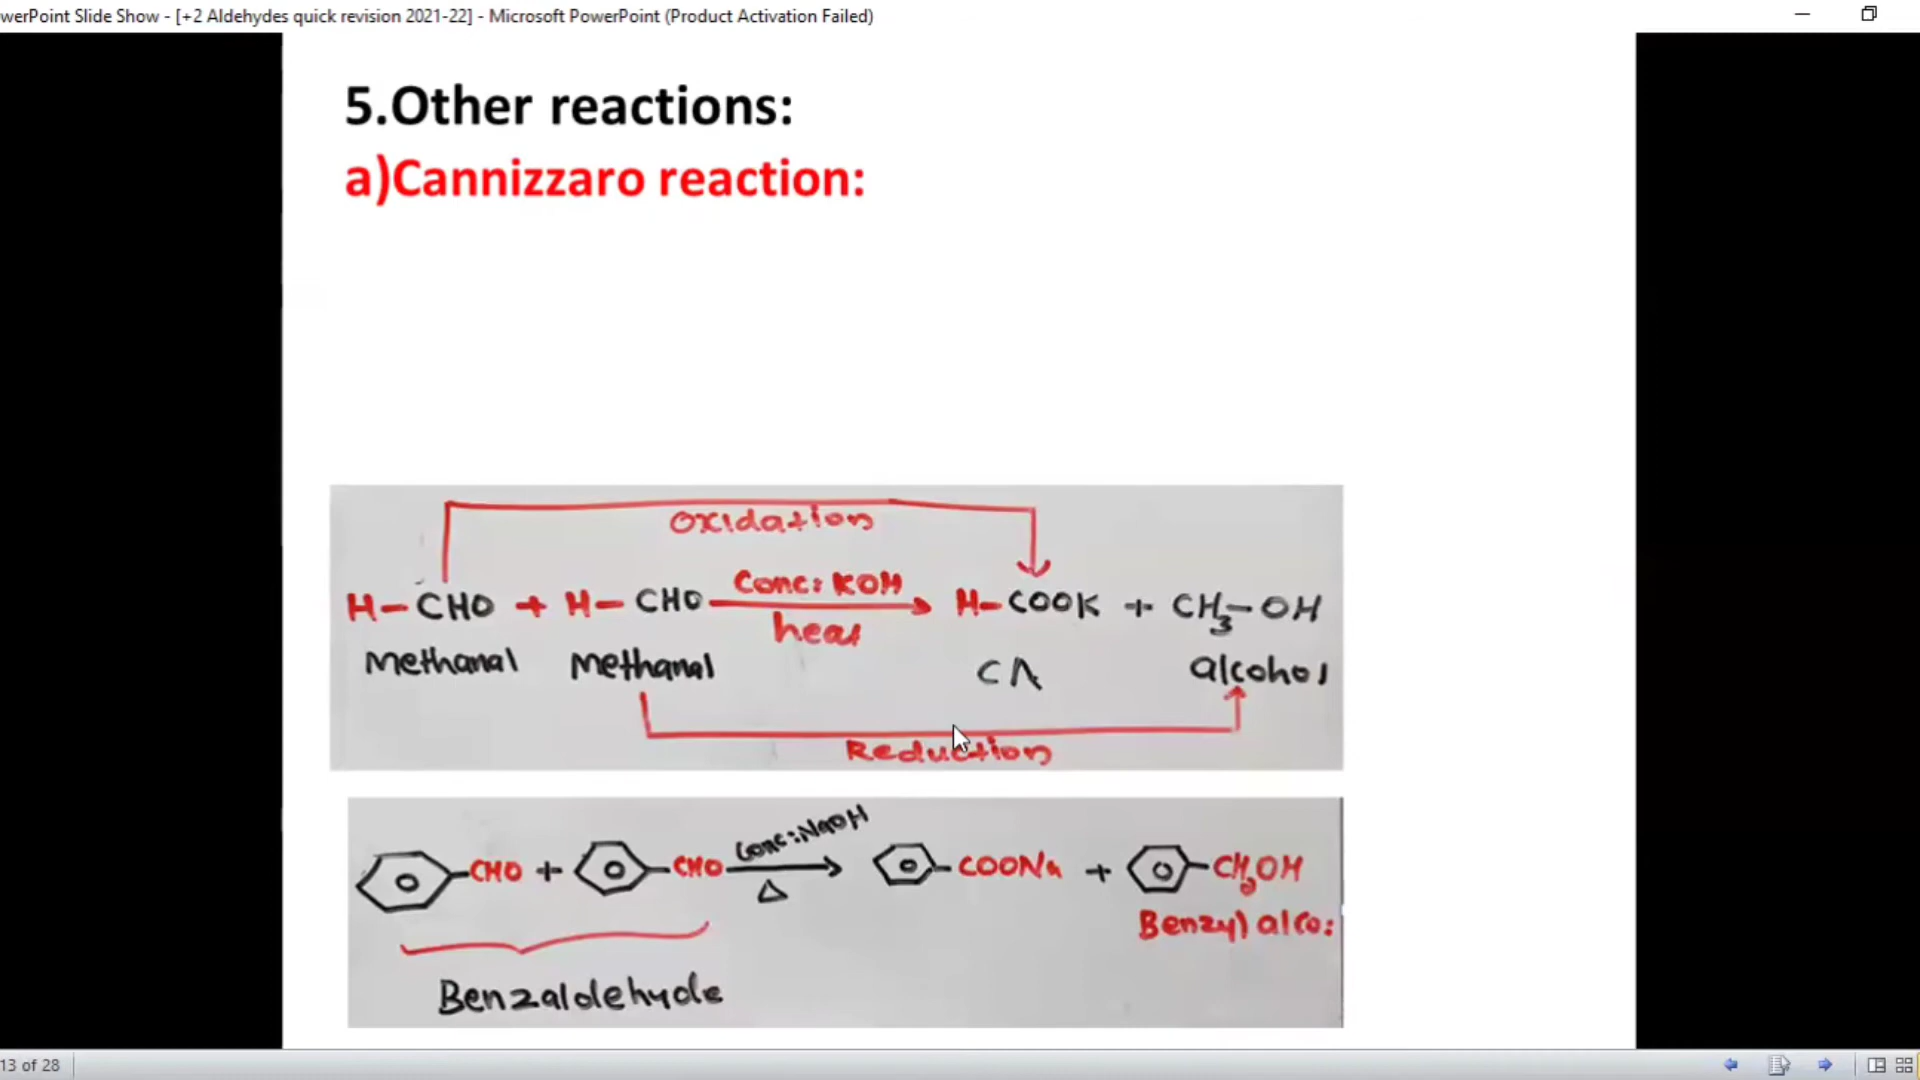 owerPoint Slide Show - [+2 Aldehydes quick revision 2021-22] - Microsoft PowerPoint (Product Activation Failed)
5.Other reactions:
a)Cannizzaro reaction:
Oxidation
H-CHO + H-CHO Conc: KOH H-COOK + CH3-OH
heat
Methanal Methanal CA alcohol
Reduction
CHO + CHO Conc:NaOH COONa + CH2OH
Δ
Benzyl alco:
Benzaldehyde
13 of 28